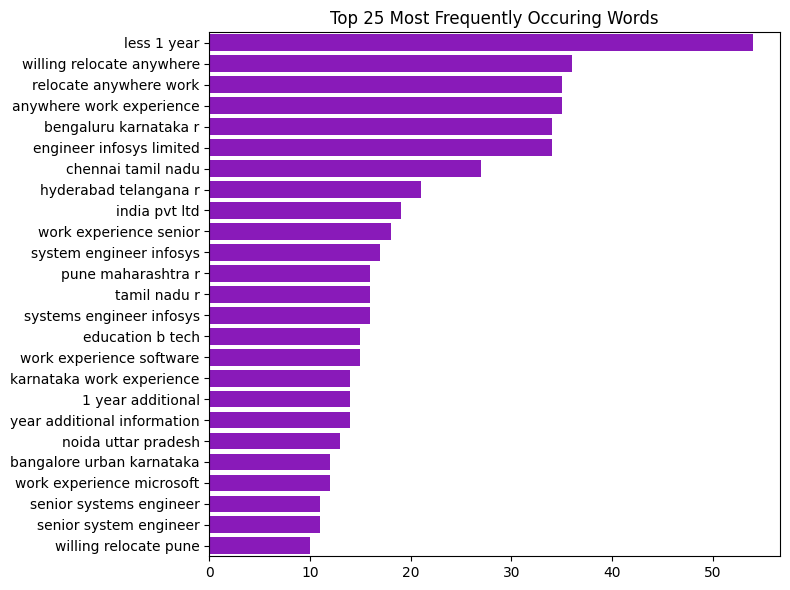 Top 25 Most Frequently Occuring Words
less 1 year
willing relocate anywhere
relocate anywhere work
anywhere work experience
bengaluru karnataka r
engineer infosys limited
chennai tamil nadu
hyderabad telangana r
india pvt ltd
work experience senior
system engineer infosys
pune maharashtra r
tamil nadu r
systems engineer infosys
education b tech
work experience software
karnataka work experience
1 year additional
year additional information
noida uttar pradesh
bangalore urban karnataka
work experience microsoft
senior systems engineer
senior system engineer
willing relocate pune
0 10 20 30 40 50